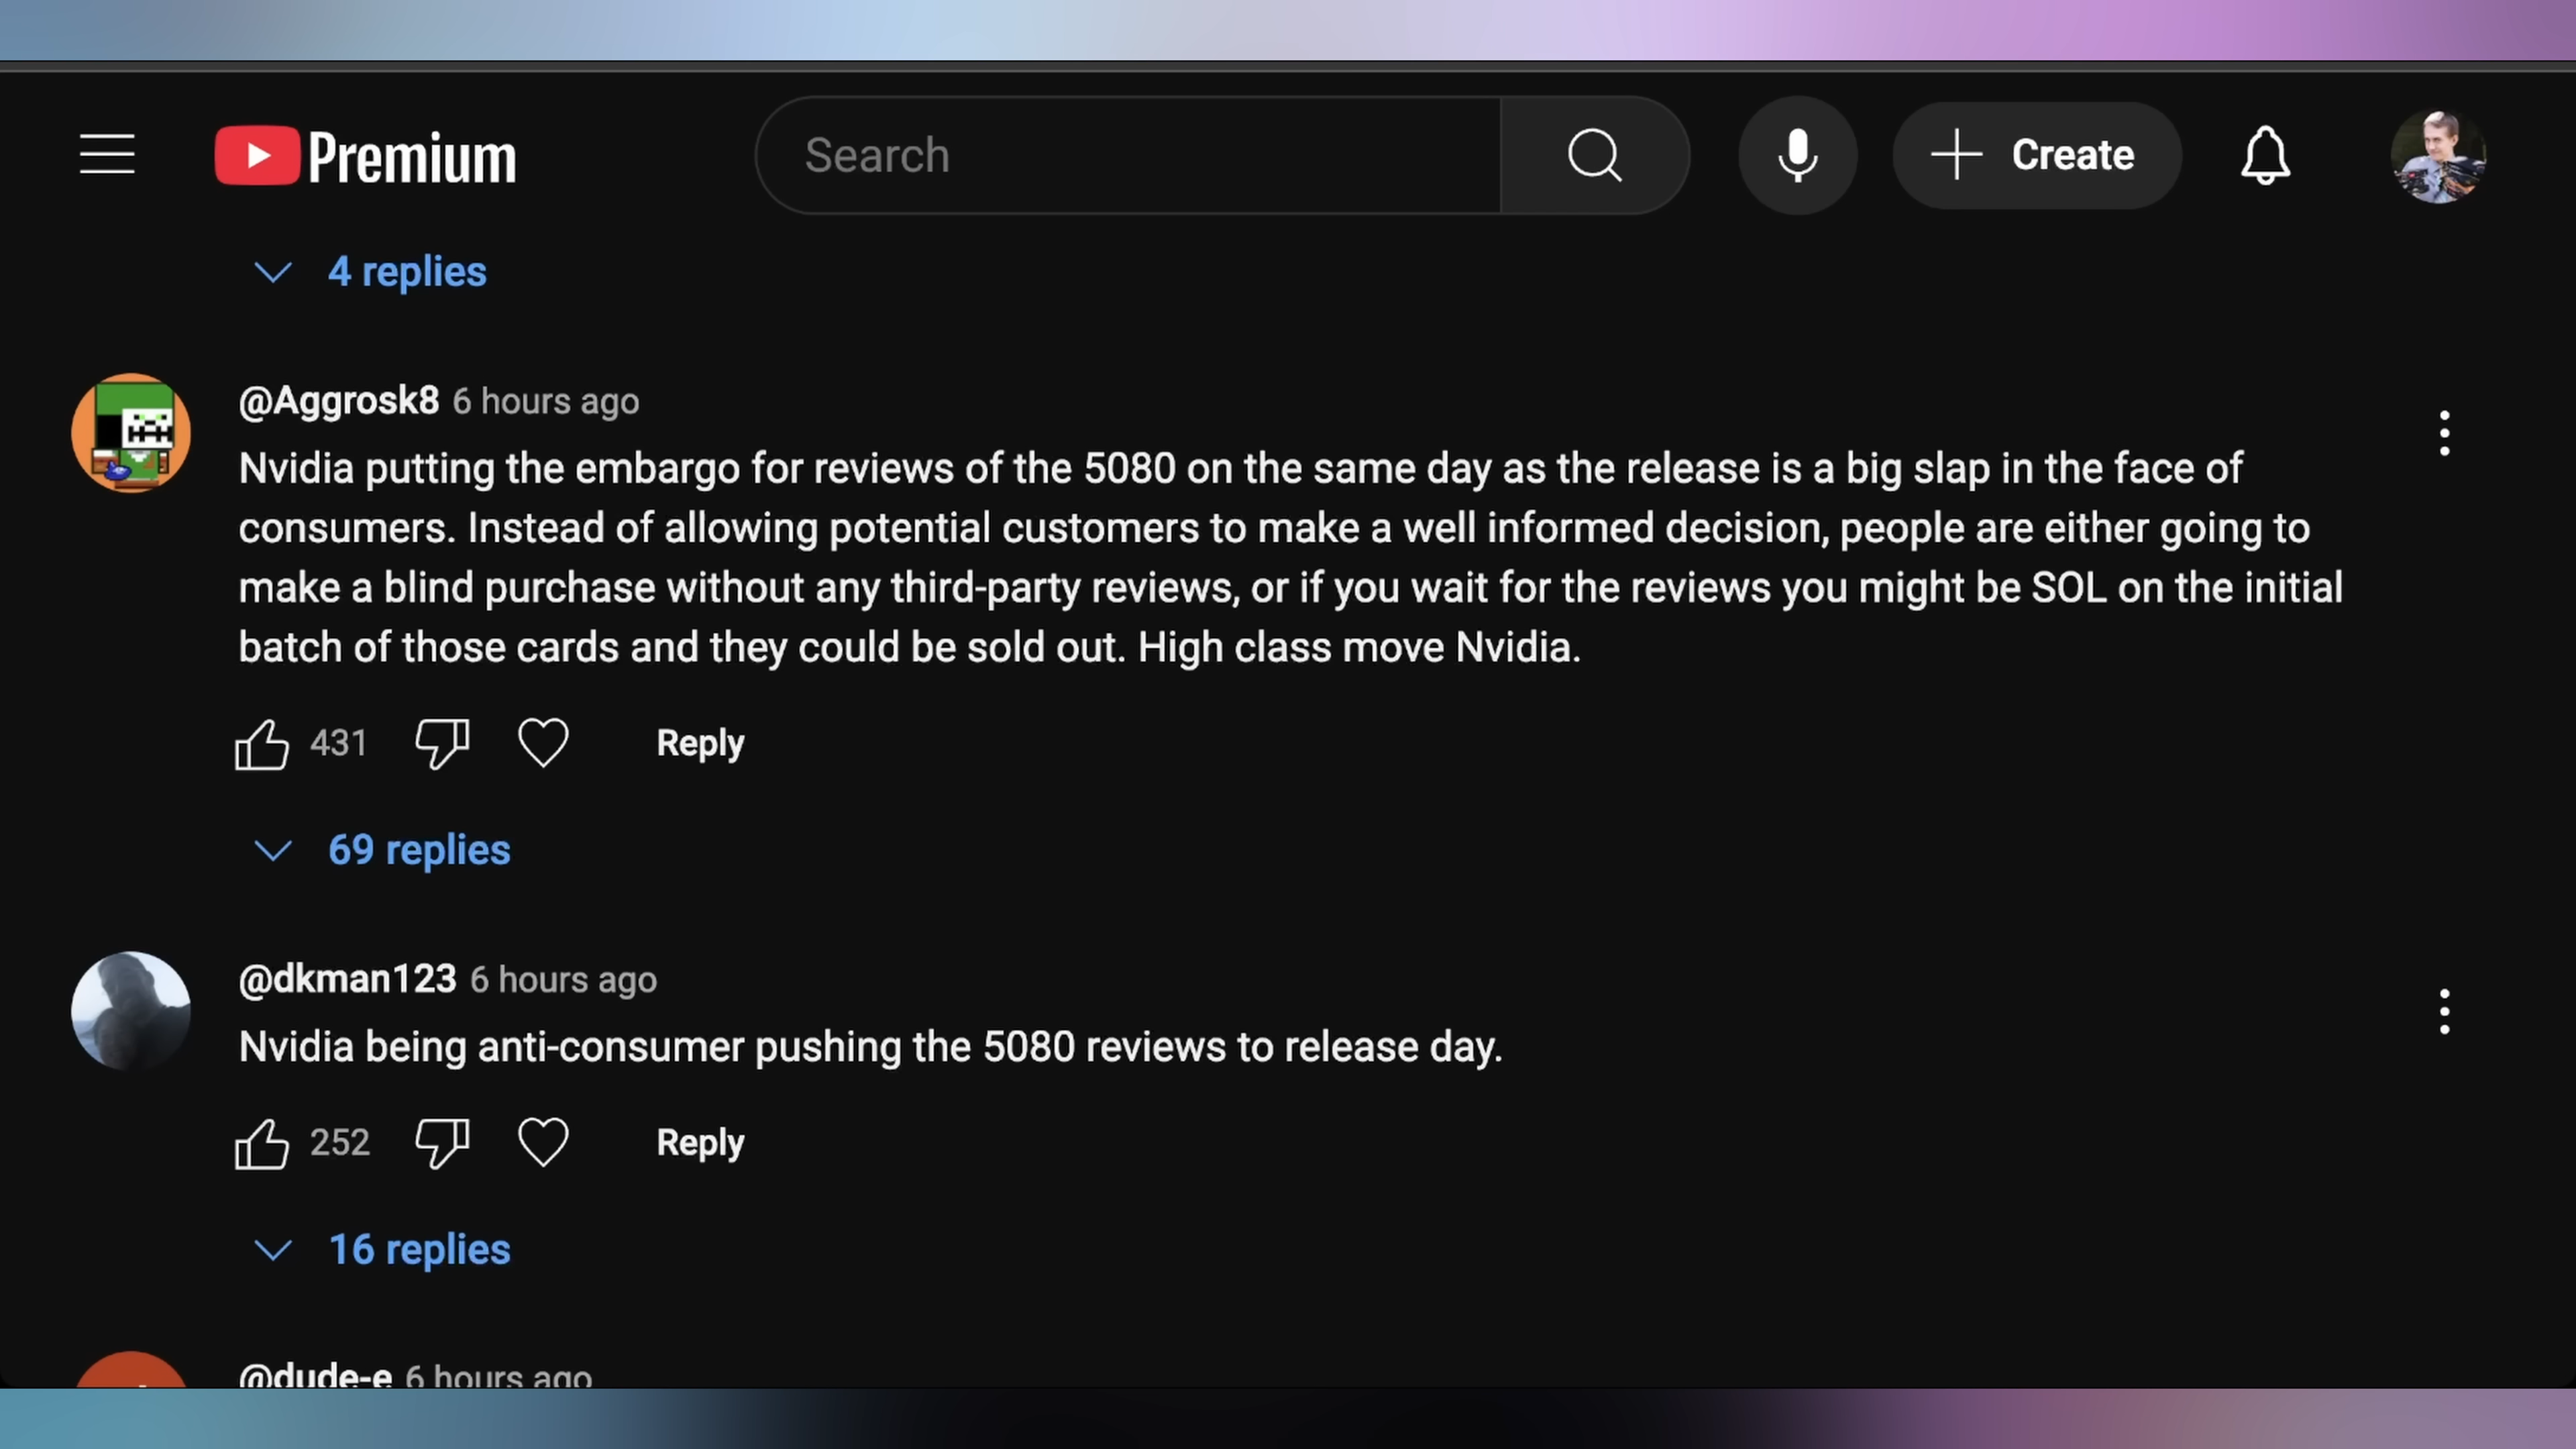 Premium
Search
Create
4 replies
@Aggrosk8 6 hours ago
Nvidia putting the embargo for reviews of the 5080 on the same day as the release is a big slap in the face of
consumers. Instead of allowing potential customers to make a well informed decision, people are either going to
make a blind purchase without any third-party reviews, or if you wait for the reviews you might be SOL on the initial
batch of those cards and they could be sold out. High class move Nvidia.
431 Reply
69 replies
@dkman123 6 hours ago
Nvidia being anti-consumer pushing the 5080 reviews to release day.
252 Reply
16 replies
@dude-e 6 hours ago